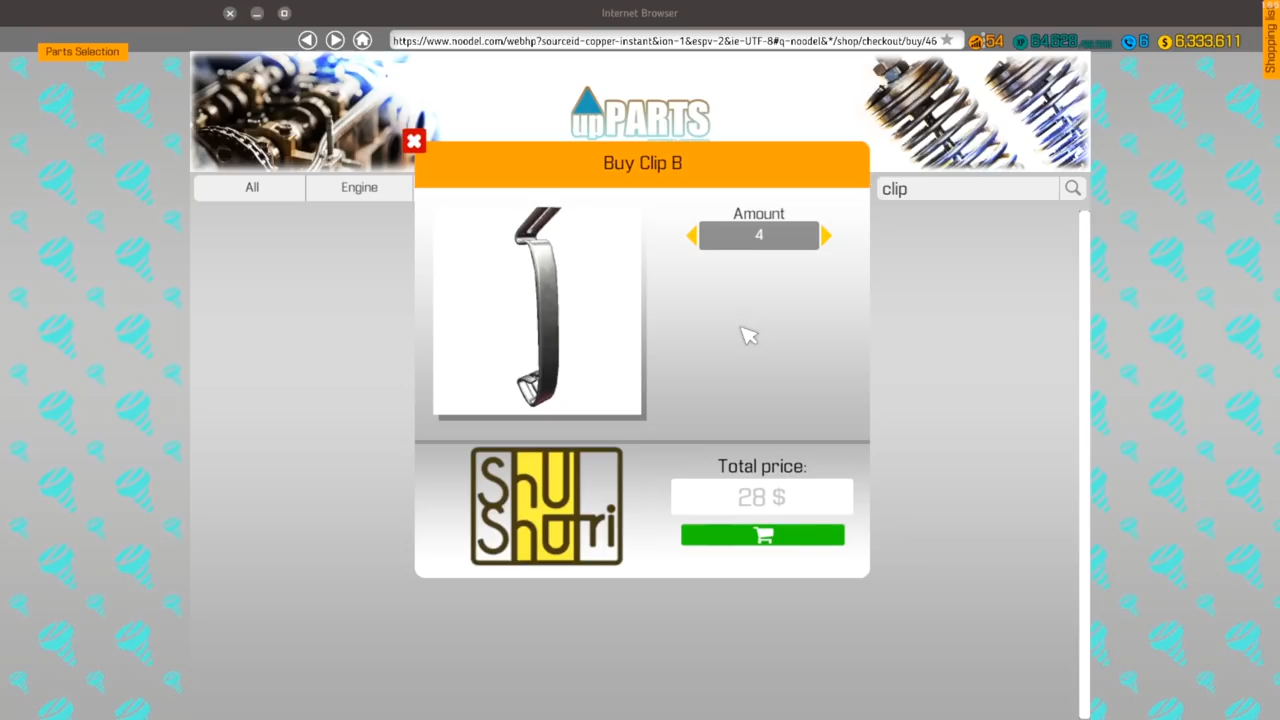 Internet Browser
Parts Selection
https://www.noodel.com/webhp?sourceid-copper-instant&ion-1&espv-2&ie-UTF-8#q-noodel&*/shop/checkout/buy/46
54
6
6,333,611
Shopping list
upPARTS
Buy Clip B
All
Engine
clip
Amount
4
Shu Shu
Total price:
28 $